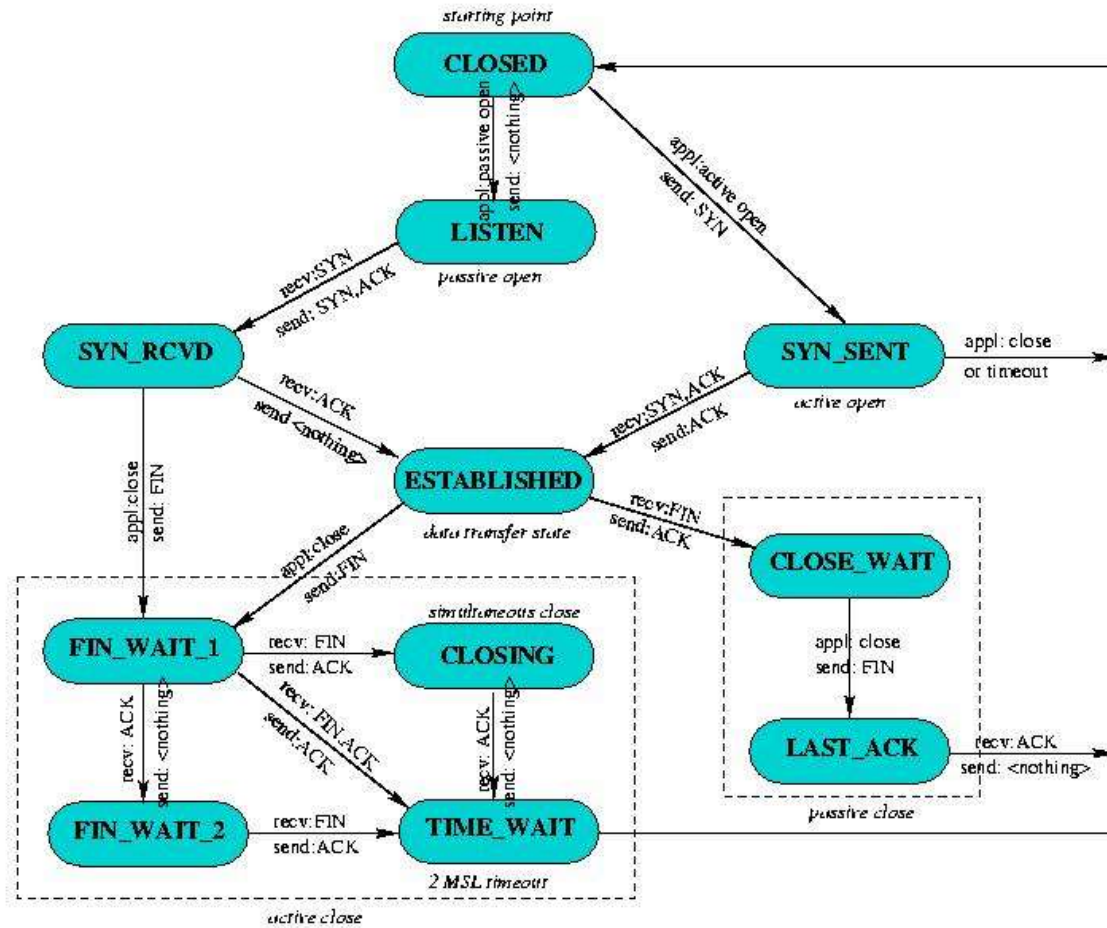 starting point
CLOSED
appl:passive open
send: <nothing>
appl:active open
send: SYN
LISTEN
passive open
recv:SYN
send: SYN,ACK
SYN_RCVD
SYN_SENT
active open
appl: close
or timeout
recv:ACK
send <nothing>
recv:SYN,ACK
send:ACK
appl:close
send: FIN
ESTABLISHED
data transfer state
recv:FIN
send: ACK
appl:close
send:FIN
CLOSE_WAIT
appl: close
send: FIN
LAST_ACK
recv:ACK
send: <nothing>
passive close
simultaneous close
FIN_WAIT_1
recv: FIN
send: ACK
CLOSING
recv: ACK
send: <nothing>
recv: FIN,ACK
send:ACK
recv: ACK
send: <nothing>
FIN_WAIT_2
recv:FIN
send:ACK
TIME_WAIT
2 MSL timeout
active close